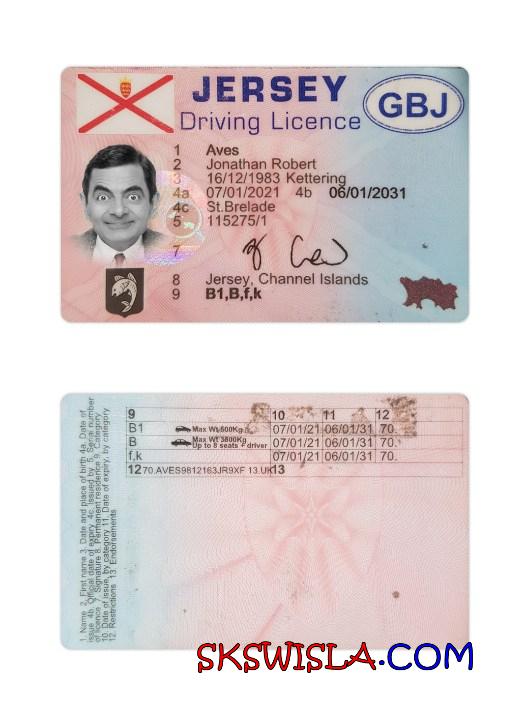 JERSEY
GBJ
Driving Licence
1 Aves
2 Jonathan Robert
3 16/12/1983 Kettering
4a 07/01/2021 4b 06/01/2031
4c St.Brelade
5 115275/1
7
8 Jersey, Channel Islands
9 B1,B,f,k
1. Name 2. First name 3. Date and place of birth 4a. Date of
issue 4b. Official date of expiry 4c. Issued by 5. Serial number
of licence 7. Signature 8. Permanent residence 9. Category
10. Date of issue, by category 11. Date of expiry, by category
12. Restrictions 13. Endorsements
9 10 11 12
B1 07/01/21 06/01/31 70.
B Up to 8 seats + driver 07/01/21 06/01/31 70.
f,k 07/01/21 06/01/31 70.
12 70.AVES9812163JR9XF 13.UK 13
SKSWISLA.COM